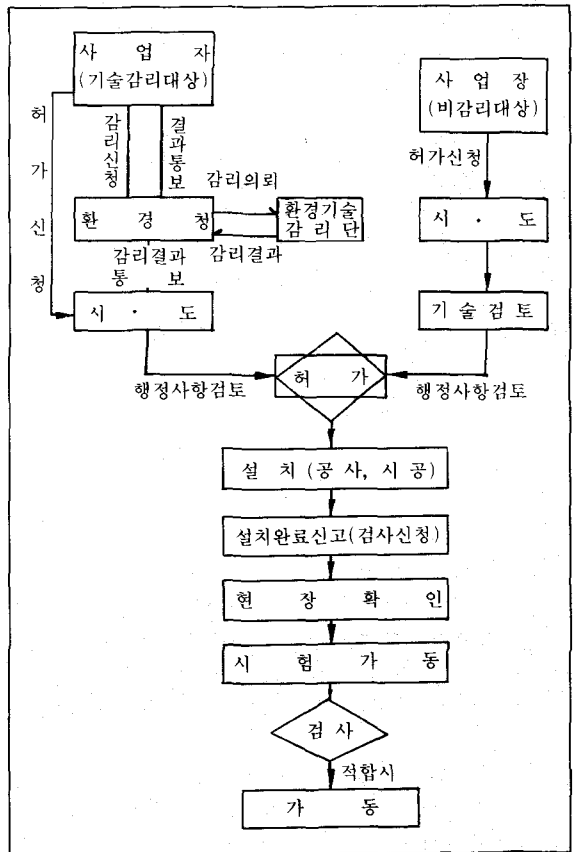 사 업 자
(기술감리대상)
사 업 장
(비감리대상)
허가신청
감리신청
결과통보
허가신청
감리의뢰
환 경 청
환경기술
감 리 단
시 · 도
감리결과
통 보
감리결과
시 · 도
기 술 검 토
허 가
행정사항검토
행정사항검토
설 치 (공 사, 시 공)
설치완료신고(검사신청)
현 장 확 인
시 험 가 동
검 사
적합시
가 동